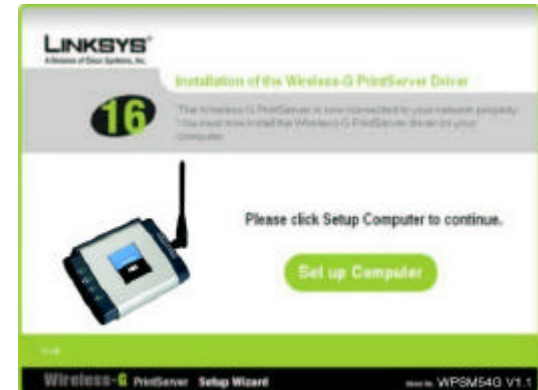 LINKSYS®
A Division of Cisco Systems, Inc.
Installation of the Wireless-G PrintServer Driver
16
The Wireless-G PrintServer is now connected to your network properly.
You must now install the Wireless-G PrintServer driver on your
computer.
Please click Setup Computer to continue.
Set up Computer
Wireless-G PrintServer Setup Wizard
Model No. WPSM54G V1.1